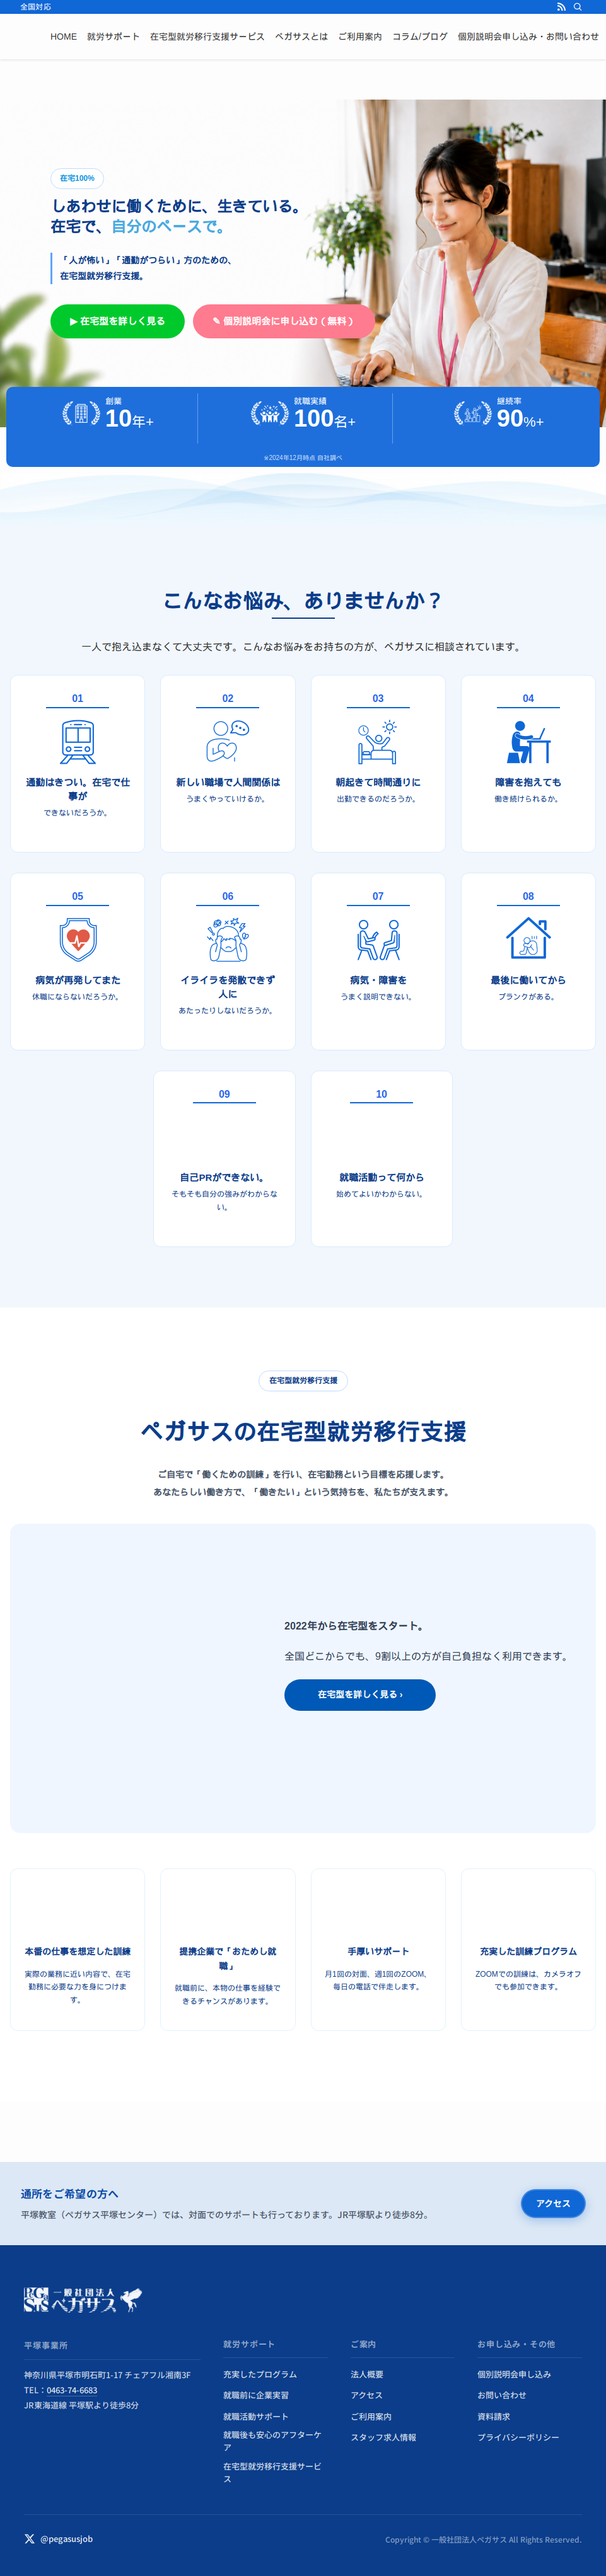 全国対応
HOME 就労サポート 在宅型就労移行支援サービス ペガサスとは ご利用案内 コラム/ブログ 個別説明会申し込み・お問い合わせ
在宅100%
しあわせに働くために、生きている。
在宅で、自分のペースで。
「人が怖い」「通勤がつらい」方のための、
在宅型就労移行支援。
▶ 在宅型を詳しく見る
✎ 個別説明会に申し込む（無料）
創業
10年+
就職実績
100名+
継続率
90%+
※2024年12月時点 自社調べ
こんなお悩み、ありませんか？
一人で抱え込まなくて大丈夫です。こんなお悩みをお持ちの方が、ペガサスに相談されています。
01
通勤はきつい。在宅で仕
事が
できないだろうか。
02
新しい職場で人間関係は
うまくやっていけるか。
03
朝起きて時間通りに
出勤できるのだろうか。
04
障害を抱えても
働き続けられるか。
05
病気が再発してまた
休職にならないだろうか。
06
イライラを発散できず
人に
あたったりしないだろうか。
07
病気・障害を
うまく説明できない。
08
最後に働いてから
ブランクがある。
09
自己PRができない。
そもそも自分の強みがわからな
い。
10
就職活動って何から
始めてよいかわからない。
在宅型就労移行支援
ペガサスの在宅型就労移行支援
ご自宅で「働くための訓練」を行い、在宅勤務という目標を応援します。
あなたらしい働き方で、「働きたい」という気持ちを、私たちが支えます。
2022年から在宅型をスタート。
全国どこからでも、9割以上の方が自己負担なく利用できます。
在宅型を詳しく見る ›
本番の仕事を想定した訓練
実際の業務に近い内容で、在宅
勤務に必要な力を身につけま
す。
提携企業で「おためし就
職」
就職前に、本物の仕事を経験で
きるチャンスがあります。
手厚いサポート
月1回の対面、週1回のZOOM、
毎日の電話で伴走します。
充実した訓練プログラム
ZOOMでの訓練は、カメラオフ
でも参加できます。
通所をご希望の方へ
平塚教室（ペガサス平塚センター）では、対面でのサポートも行っております。JR平塚駅より徒歩8分。
アクセス
PGSS
一般社団法人
ペガサス
平塚事業所
神奈川県平塚市明石町1-17 チェアフル湘南3F
TEL：0463-74-6683
JR東海道線 平塚駅より徒歩8分
就労サポート
充実したプログラム
就職前に企業実習
就職活動サポート
就職後も安心のアフターケ
ア
在宅型就労移行支援サービ
ス
ご案内
法人概要
アクセス
ご利用案内
スタッフ求人情報
お申し込み・その他
個別説明会申し込み
お問い合わせ
資料請求
プライバシーポリシー
@pegasusjob
Copyright © 一般社団法人ペガサス All Rights Reserved.